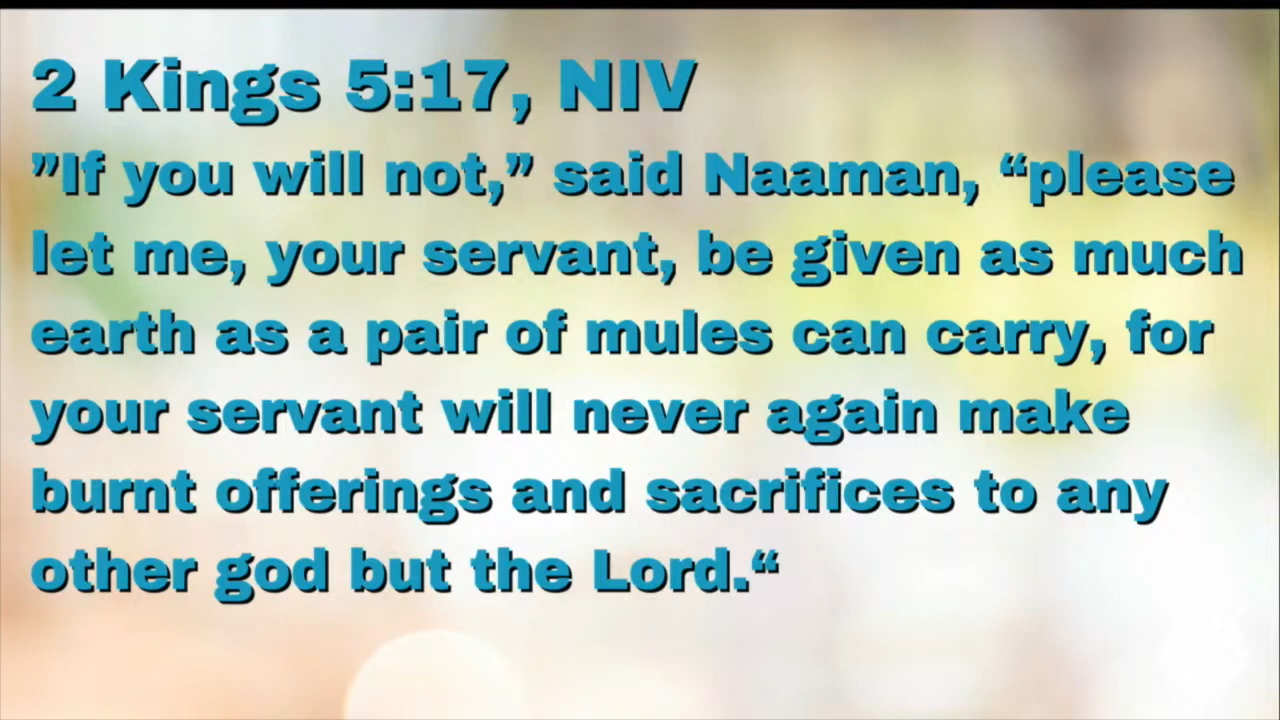 2 Kings 5:17, NIV
”If you will not,” said Naaman, “please
let me, your servant, be given as much
earth as a pair of mules can carry, for
your servant will never again make
burnt offerings and sacrifices to any
other god but the Lord.“